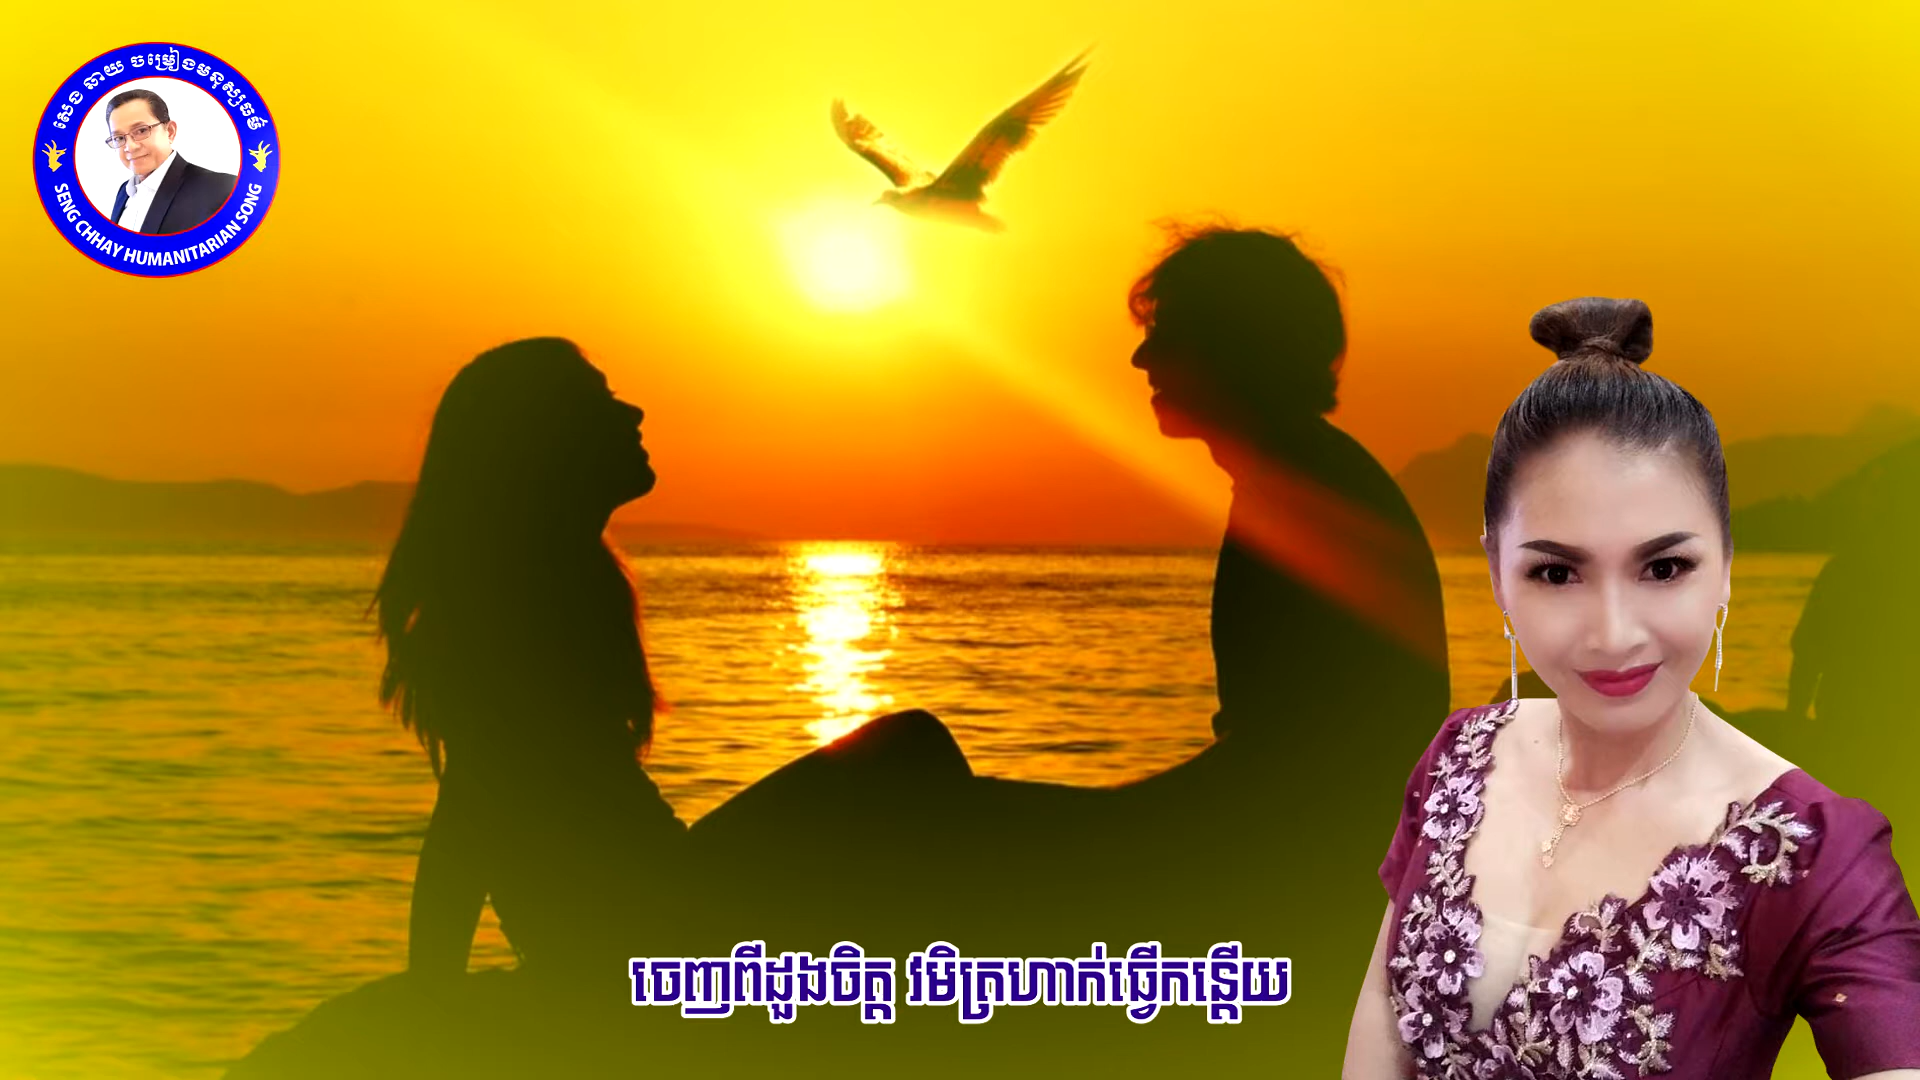 សេង ឆាយ ចម្រៀងមនុស្សធម៌
SENG CHHAY HUMANITARIAN SONG
ចេញពីដួងចិត្ត វមិត្រហាក់ធ្វើកន្តើយ